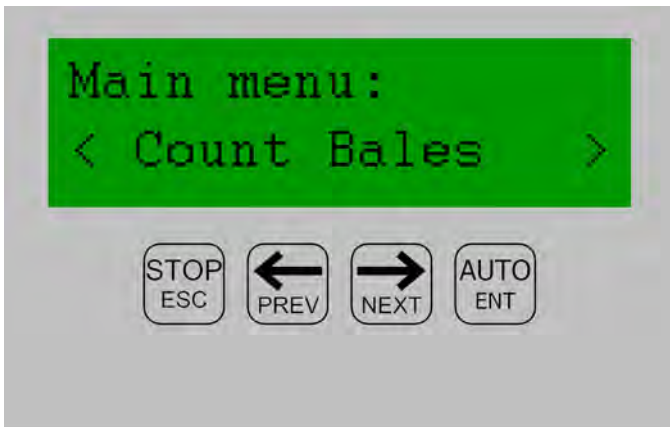 Main menu:
< Count Bales >
STOP
ESC
PREV
NEXT
AUTO
ENT